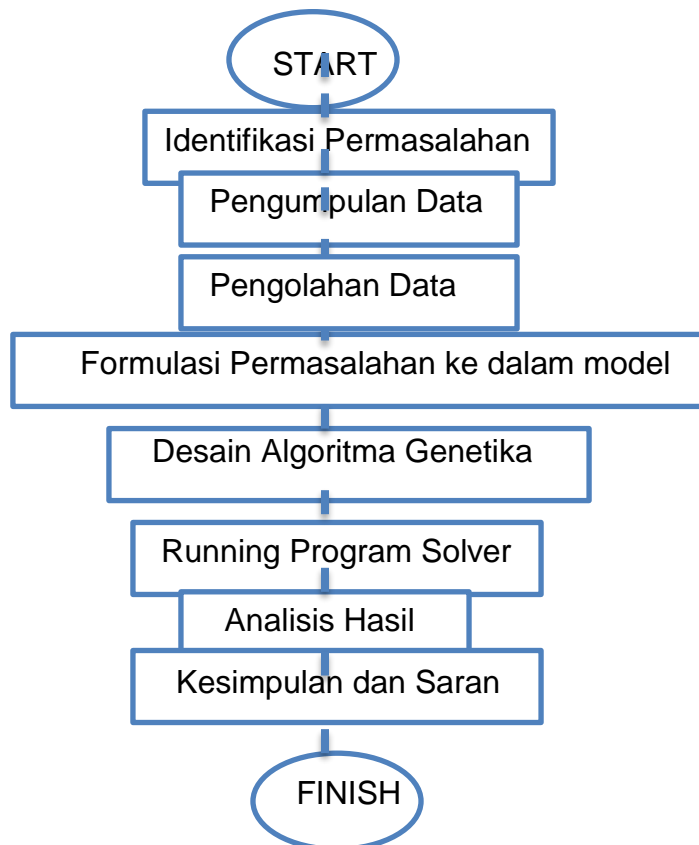 START
Identifikasi Permasalahan
Pengumpulan Data
Pengolahan Data
Formulasi Permasalahan ke dalam model
Desain Algoritma Genetika
Running Program Solver
Analisis Hasil
Kesimpulan dan Saran
FINISH